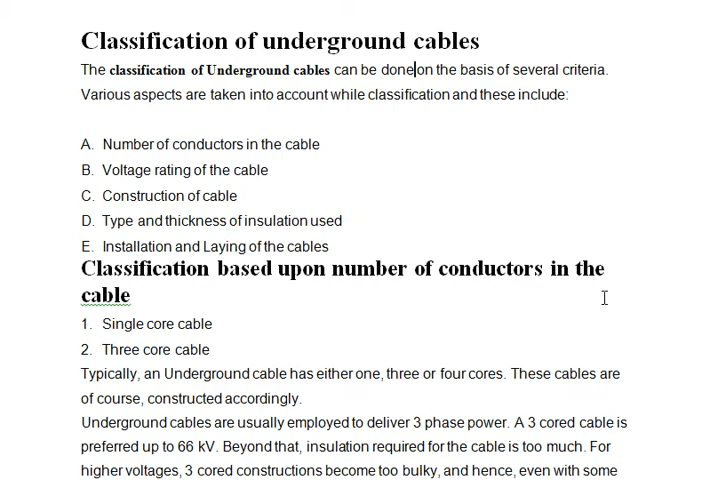 Classification of underground cables
The classification of Underground cables can be done on the basis of several criteria.
Various aspects are taken into account while classification and these include:
A. Number of conductors in the cable
B. Voltage rating of the cable
C. Construction of cable
D. Type and thickness of insulation used
E. Installation and Laying of the cables
Classification based upon number of conductors in the
cable
1. Single core cable
2. Three core cable
Typically, an Underground cable has either one, three or four cores. These cables are
of course, constructed accordingly.
Underground cables are usually employed to deliver 3 phase power. A 3 cored cable is
preferred up to 66 kV. Beyond that, insulation required for the cable is too much. For
higher voltages, 3 cored constructions become too bulky, and hence, even with some